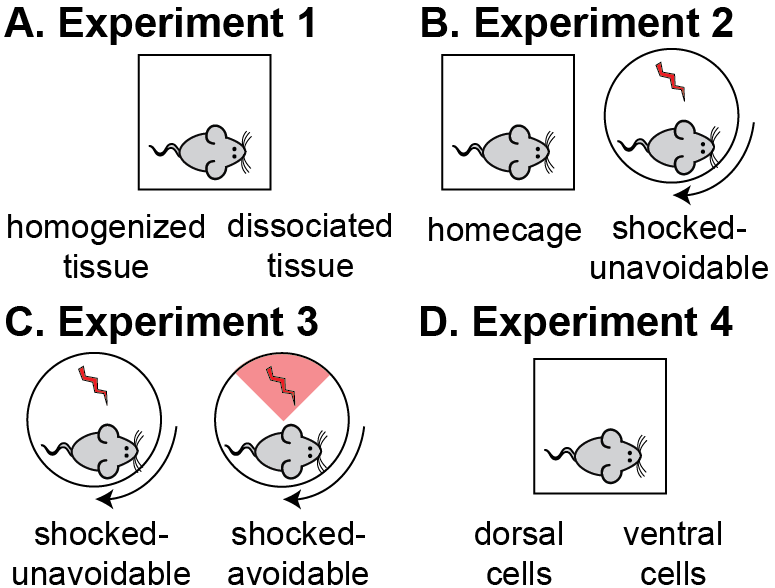 A. Experiment 1
homogenized
tissue
dissociated
tissue
B. Experiment 2
homecage
shocked-
unavoidable
C. Experiment 3
shocked-
unavoidable
shocked-
avoidable
D. Experiment 4
dorsal
cells
ventral
cells